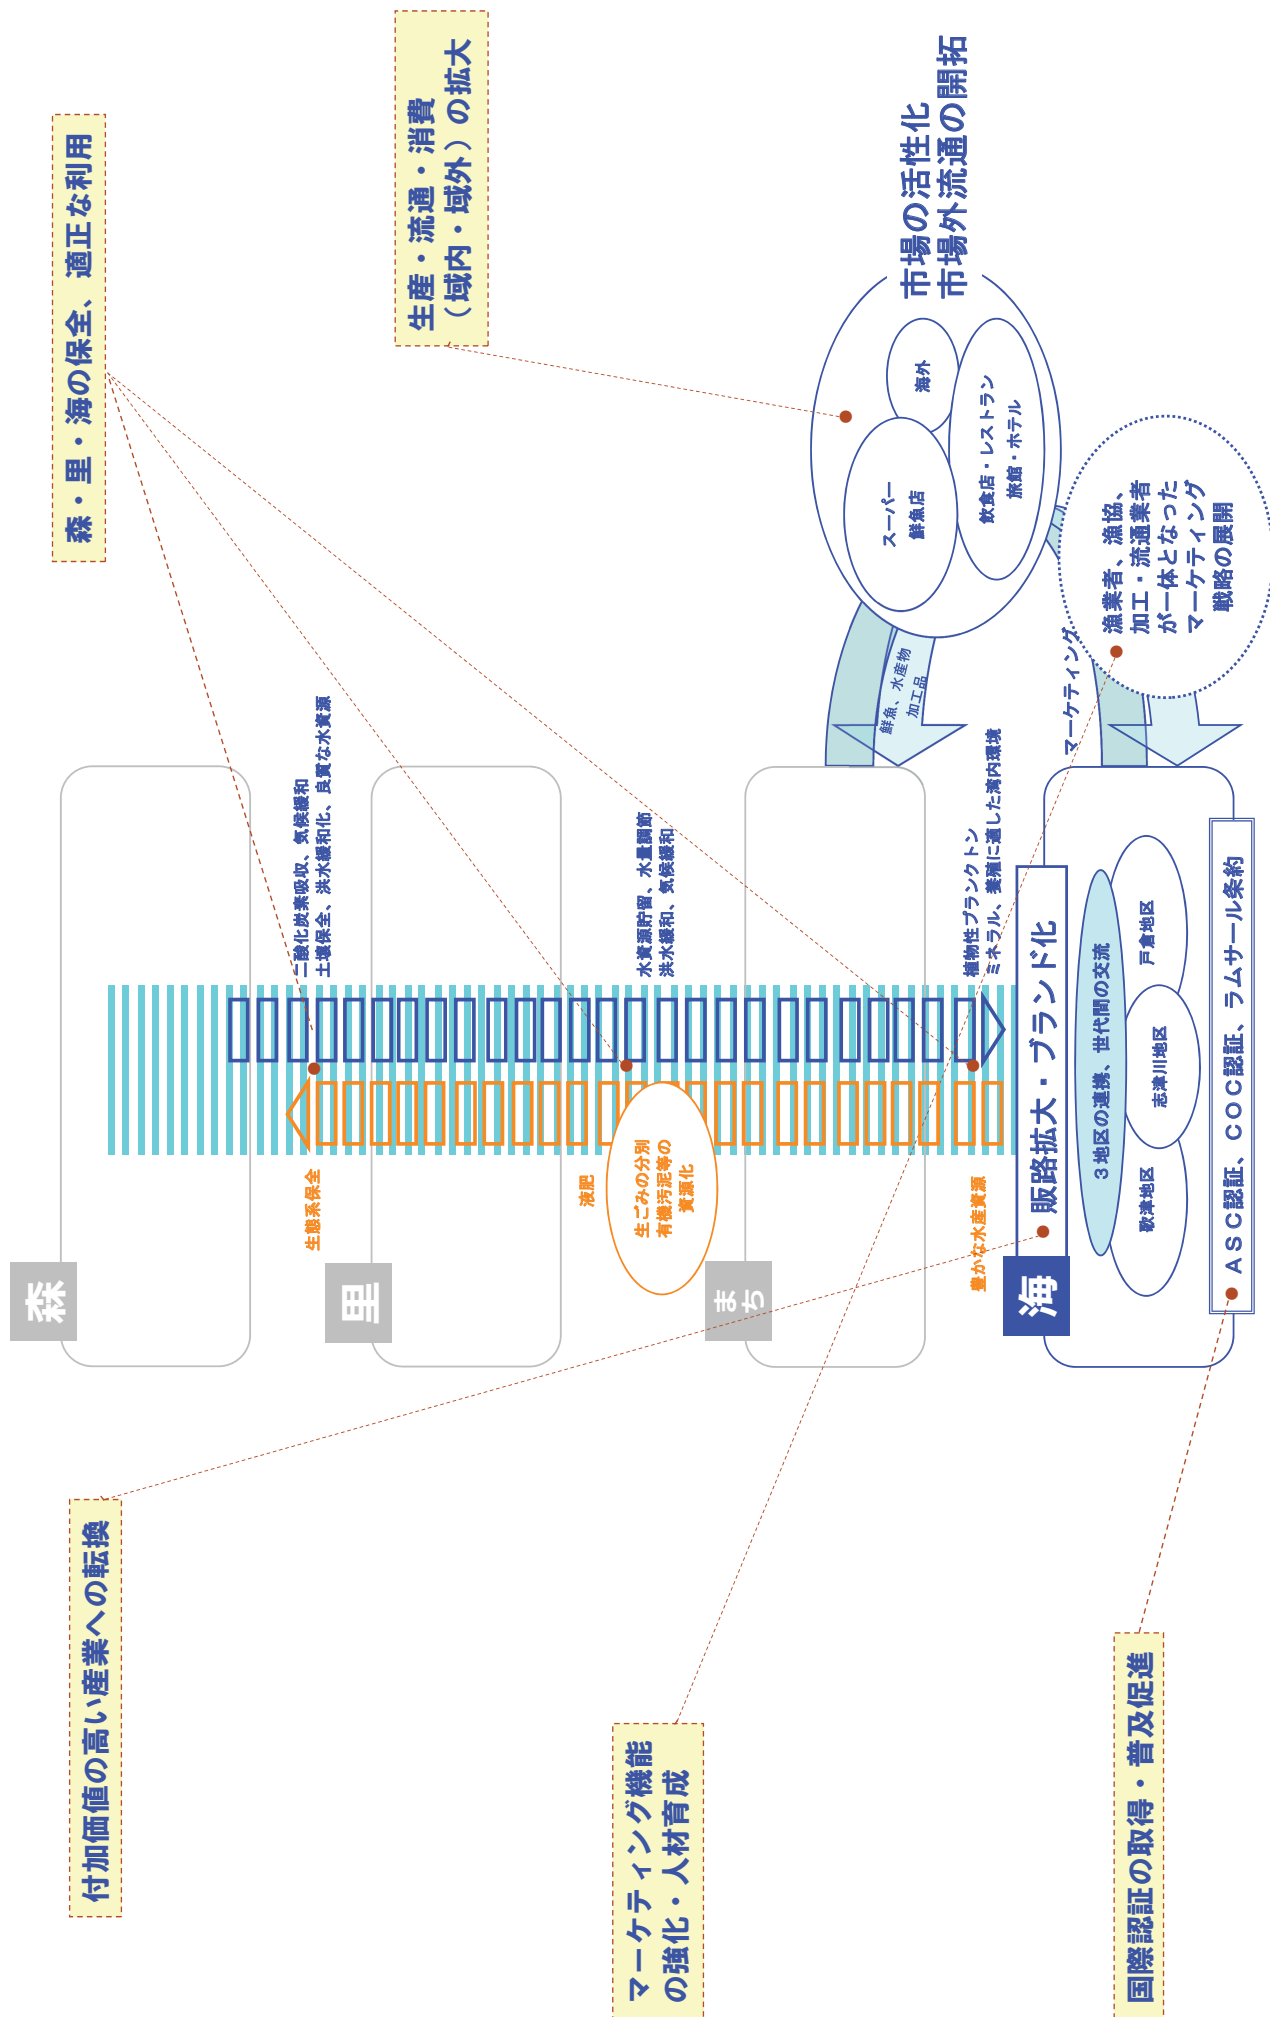 森・里・海の保全、適正な利用
生産・流通・消費
（域内・域外）の拡大
市場の活性化
市場外流通の開拓
海外
スーパー
鮮魚店
飲食店・レストラン
旅館・ホテル
漁業者、漁協、
加工・流通業者
が一体となった
マーケティング
戦略の展開
鮮魚、水産物
加工品
マーケティング
二酸化炭素吸収、気候緩和
土壌保全、洪水緩和化、良質な水資源
水資源貯留、水量調節
洪水緩和、気候緩和
植物性プランクトン
ミネラル、養殖に適した湾内環境
森
里
まち
海
生態系保全
液肥
生ごみの分別
有機汚泥等の
資源化
豊かな水産資源
販路拡大・ブランド化
３地区の連携、世代間の交流
歌津地区
志津川地区
戸倉地区
ＡＳＣ認証、ＣＯＣ認証、ラムサール条約
付加価値の高い産業への転換
マーケティング機能
の強化・人材育成
国際認証の取得・普及促進